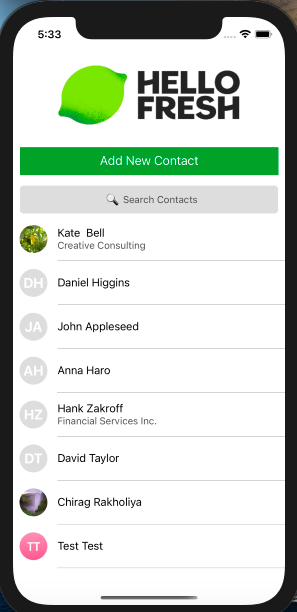 5:33
HELLO
FRESH
Add New Contact
🔍 Search Contacts
Kate  Bell
Creative Consulting
DH Daniel Higgins
JA John Appleseed
AH Anna Haro
HZ Hank Zakroff
Financial Services Inc.
DT David Taylor
Chirag Rakholiya
TT Test Test